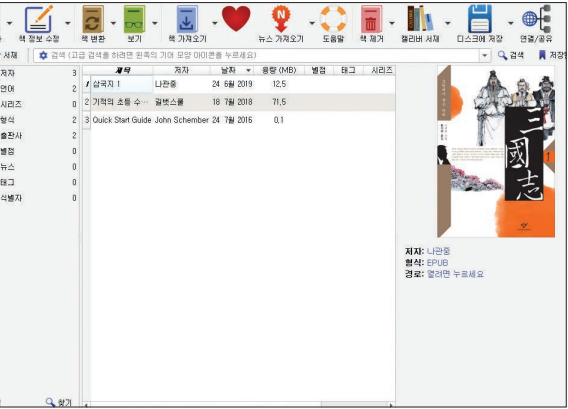 책 정보 수정 책 변환 보기 책 가져오기 뉴스 가져오기 도움말 책 제거 캘리버 서재 디스크에 저장 연결/공유
서재 검색 (고급 검색을 하려면 왼쪽의 기어 모양 아이콘을 누르세요) 검색 저장
저자 3
언어 2
시리즈 0
형식 2
출판사 2
별점 0
뉴스 0
태그 0
식별자 0
찾기
제목 저자 날짜 용량 (MB) 별점 태그 시리즈
1 삼국지 1 나관중 24 6월 2019 12,5
2 기적의 초등 수··· 길벗스쿨 18 7월 2018 71,5
3 Quick Start Guide John Schember 24 7월 2016 0,1
三國志
1
저자: 나관중
형식: EPUB
경로: 열려면 누르세요